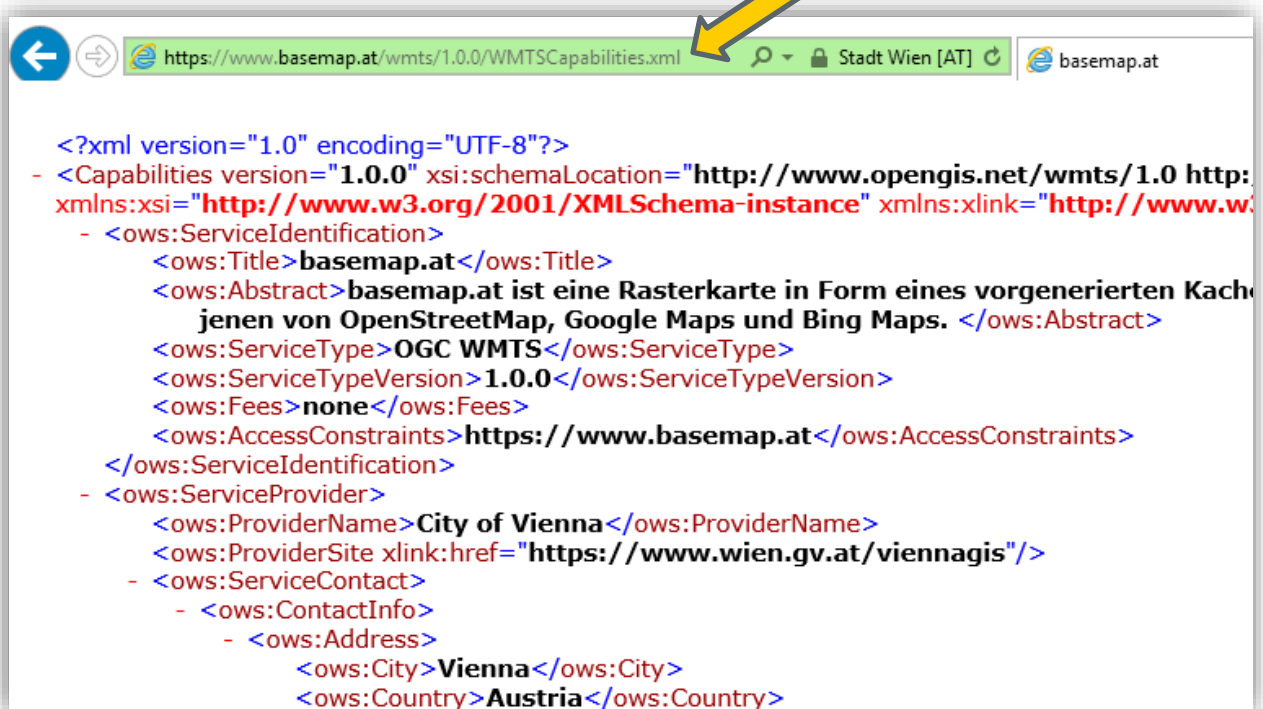 https://www.basemap.at/wmts/1.0.0/WMTSCapabilities.xml Stadt Wien [AT] basemap.at
<?xml version="1.0" encoding="UTF-8"?>
- <Capabilities version="1.0.0" xsi:schemaLocation="http://www.opengis.net/wmts/1.0 http:
xmlns:xsi="http://www.w3.org/2001/XMLSchema-instance" xmlns:xlink="http://www.w
- <ows:ServiceIdentification>
<ows:Title>basemap.at</ows:Title>
<ows:Abstract>basemap.at ist eine Rasterkarte in Form eines vorgenerierten Kach
jenen von OpenStreetMap, Google Maps und Bing Maps. </ows:Abstract>
<ows:ServiceType>OGC WMTS</ows:ServiceType>
<ows:ServiceTypeVersion>1.0.0</ows:ServiceTypeVersion>
<ows:Fees>none</ows:Fees>
<ows:AccessConstraints>https://www.basemap.at</ows:AccessConstraints>
</ows:ServiceIdentification>
- <ows:ServiceProvider>
<ows:ProviderName>City of Vienna</ows:ProviderName>
<ows:ProviderSite xlink:href="https://www.wien.gv.at/viennagis"/>
- <ows:ServiceContact>
- <ows:ContactInfo>
- <ows:Address>
<ows:City>Vienna</ows:City>
<ows:Country>Austria</ows:Country>